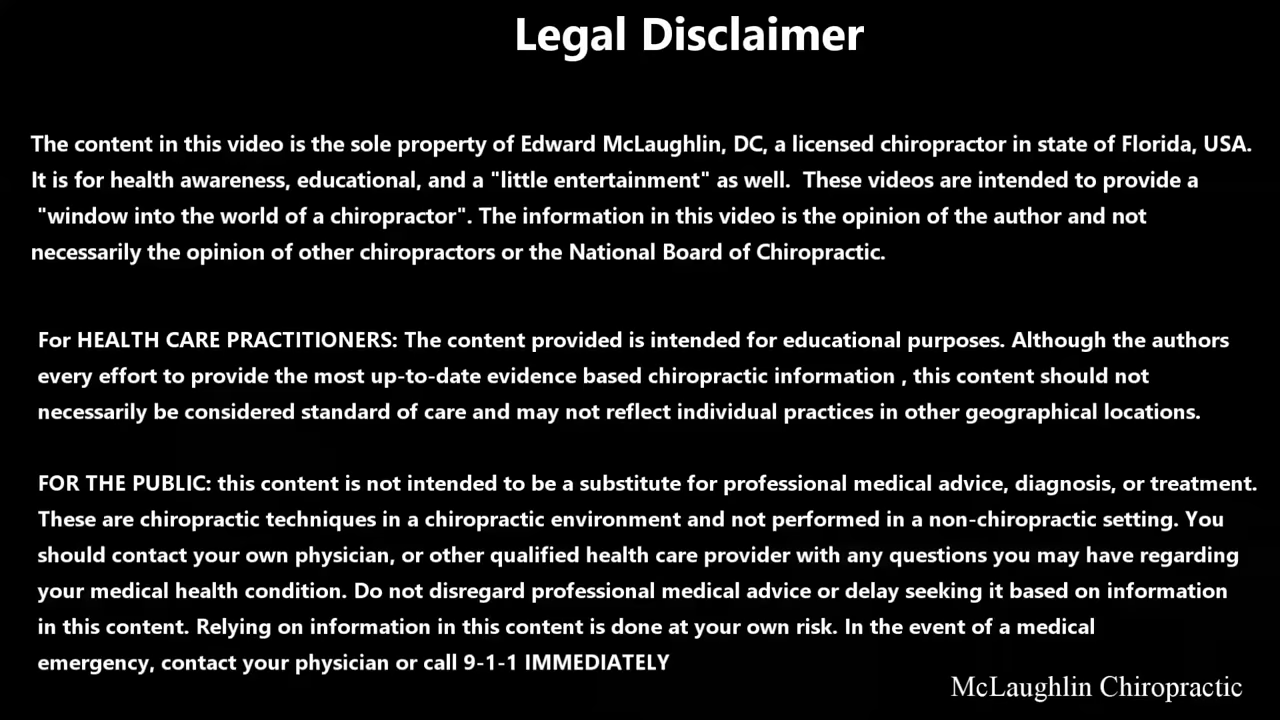 Legal Disclaimer
The content in this video is the sole property of Edward McLaughlin, DC, a licensed chiropractor in state of Florida, USA.
It is for health awareness, educational, and a "little entertainment" as well. These videos are intended to provide a
"window into the world of a chiropractor". The information in this video is the opinion of the author and not
necessarily the opinion of other chiropractors or the National Board of Chiropractic.
For HEALTH CARE PRACTITIONERS: The content provided is intended for educational purposes. Although the authors
every effort to provide the most up-to-date evidence based chiropractic information , this content should not
necessarily be considered standard of care and may not reflect individual practices in other geographical locations.
FOR THE PUBLIC: this content is not intended to be a substitute for professional medical advice, diagnosis, or treatment.
These are chiropractic techniques in a chiropractic environment and not performed in a non-chiropractic setting. You
should contact your own physician, or other qualified health care provider with any questions you may have regarding
your medical health condition. Do not disregard professional medical advice or delay seeking it based on information
in this content. Relying on information in this content is done at your own risk. In the event of a medical
emergency, contact your physician or call 9-1-1 IMMEDIATELY
McLaughlin Chiropractic